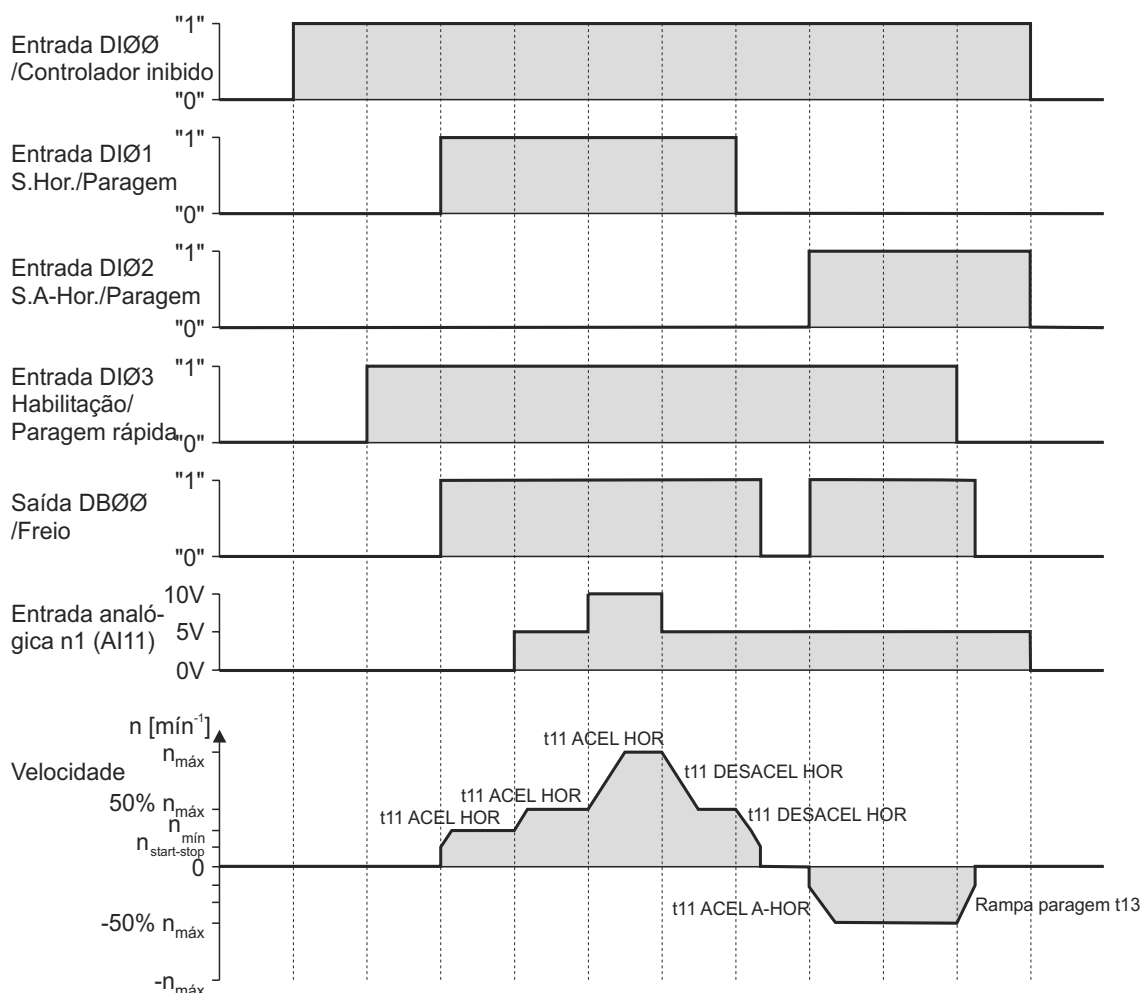 Entrada DIØØ
/Controlador inibido
"1"
"0"
Entrada DIØ1
S.Hor./Paragem
"1"
"0"
Entrada DIØ2
S.A-Hor./Paragem
"1"
"0"
Entrada DIØ3
Habilitação/
Paragem rápida
"1"
"0"
Saída DBØØ
/Freio
"1"
"0"
Entrada analó-
gica n1 (AI11)
10V
5V
0V
n [mín-1]
Velocidade
nmáx
50% nmáx
nmín
nstart-stop
0
-50% nmáx
-nmáx
t11 ACEL HOR
t11 ACEL HOR
t11 ACEL HOR
t11 DESACEL HOR
t11 DESACEL HOR
t11 ACEL A-HOR
Rampa paragem t13